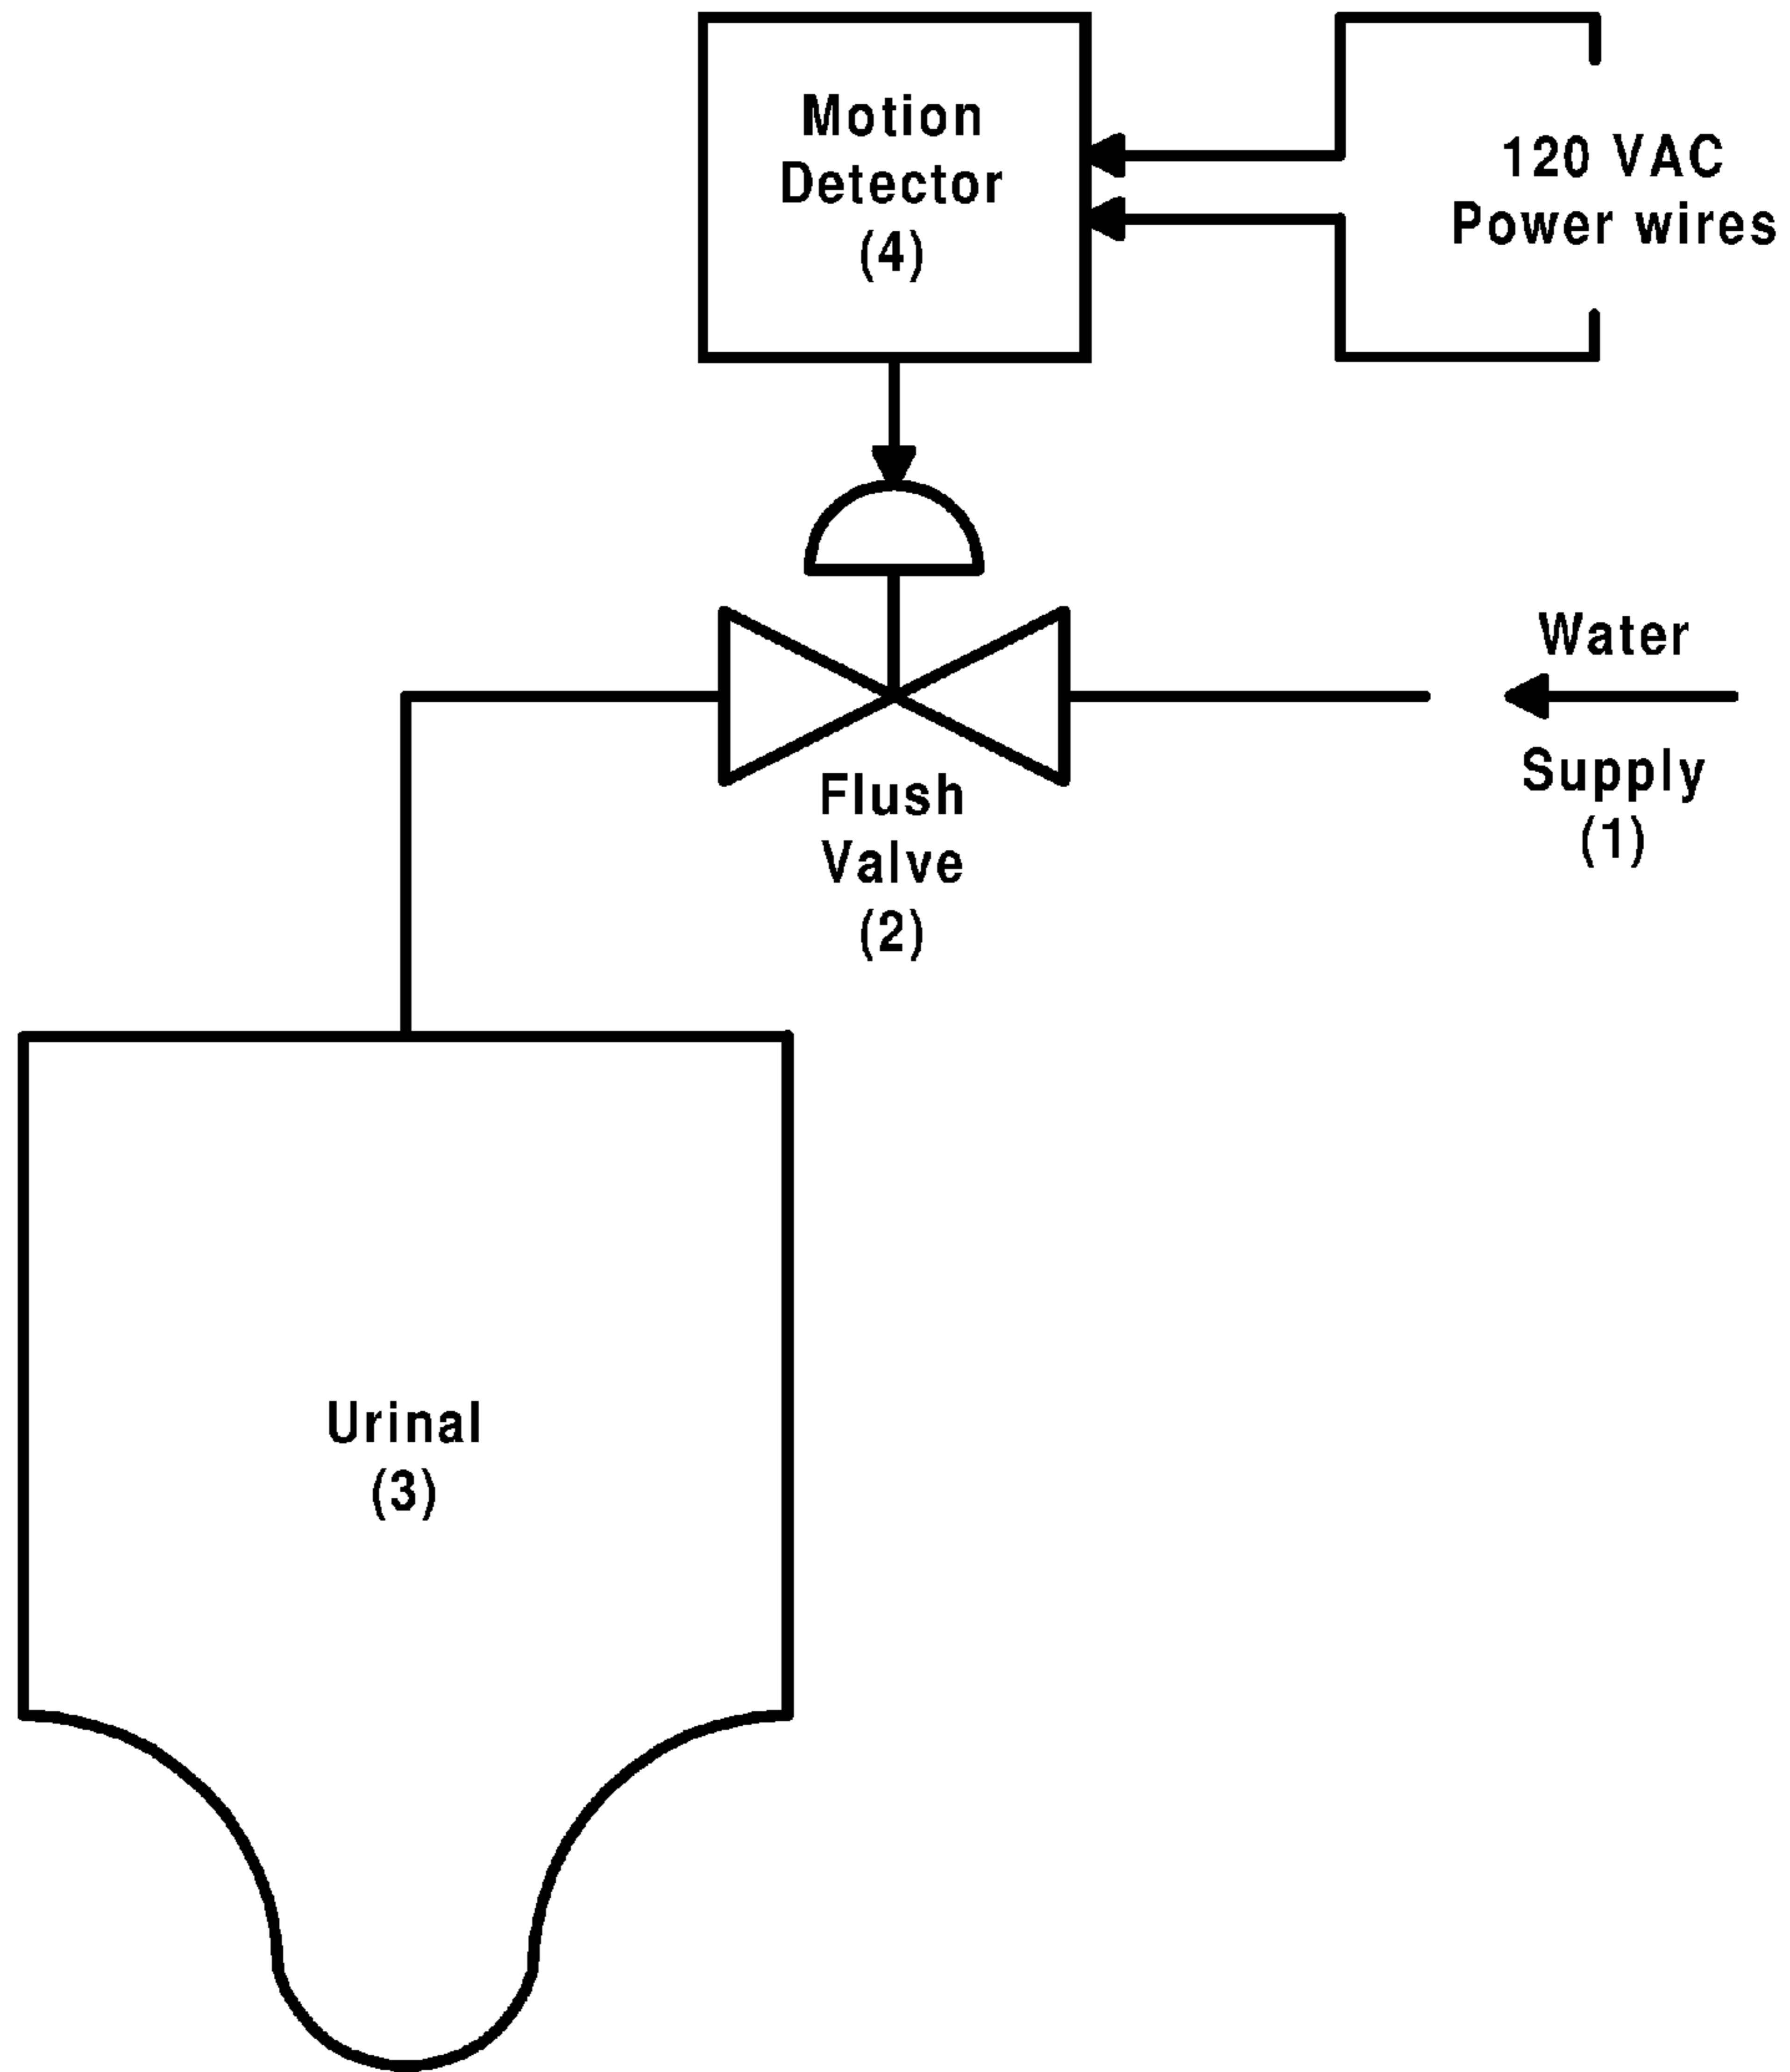 Motion
Detector
(4)
120 VAC
Power wires
Water
Supply
(1)
Flush
Valve
(2)
Urinal
(3)